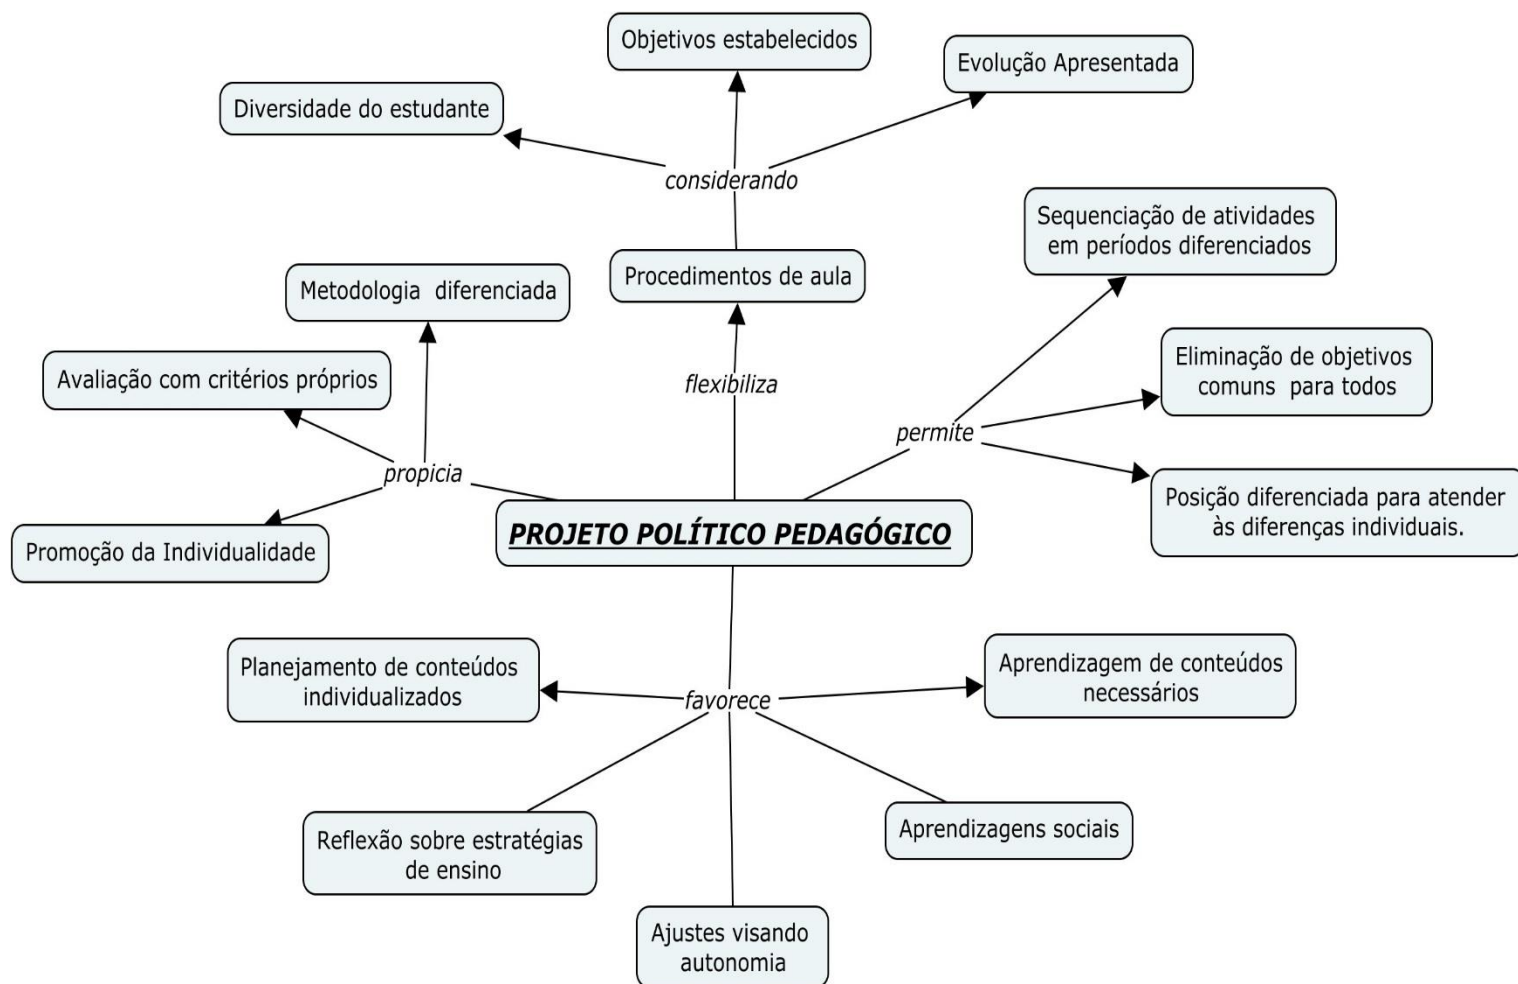 Objetivos estabelecidos
Evolução Apresentada
Diversidade do estudante
considerando
Sequenciação de atividades
em períodos diferenciados
Procedimentos de aula
Metodologia diferenciada
Eliminação de objetivos
comuns para todos
Avaliação com critérios próprios
flexibiliza
permite
propicia
Posição diferenciada para atender
às diferenças individuais.
PROJETO POLÍTICO PEDAGÓGICO
Promoção da Individualidade
Planejamento de conteúdos
individualizados
Aprendizagem de conteúdos
necessários
favorece
Reflexão sobre estratégias
de ensino
Aprendizagens sociais
Ajustes visando
autonomia